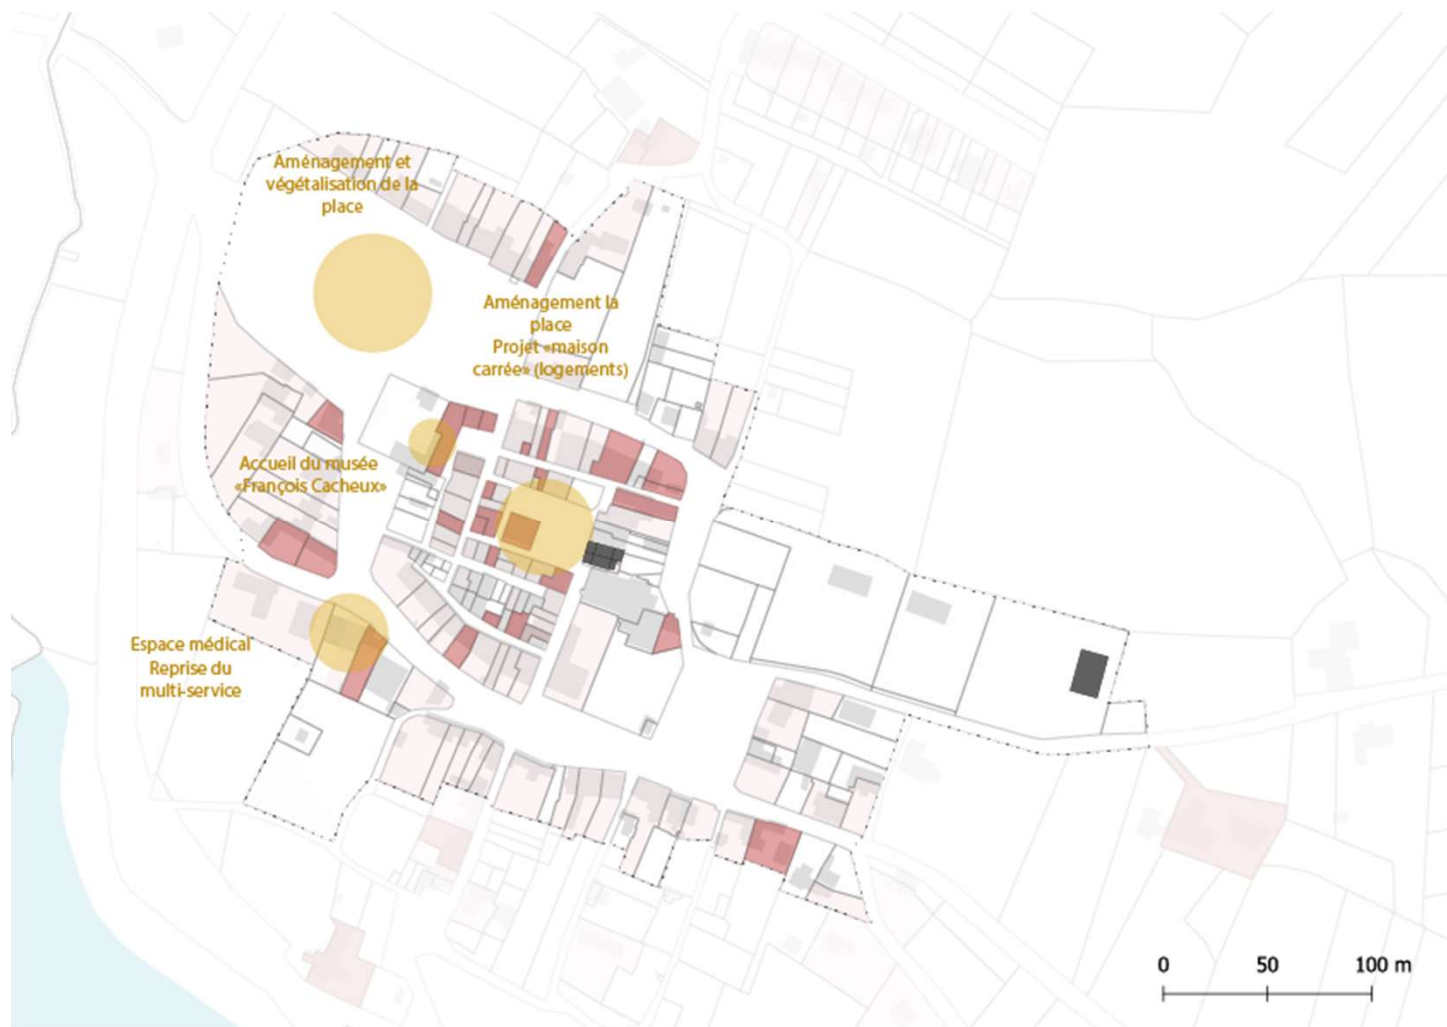 Aménagement et
végétalisation de la
place
Aménagement la
place
Projet «maison
carrée» (logements)
Accueil du musée
«François Cacheux»
Espace médical
Reprise du
multi-service
0 50 100 m